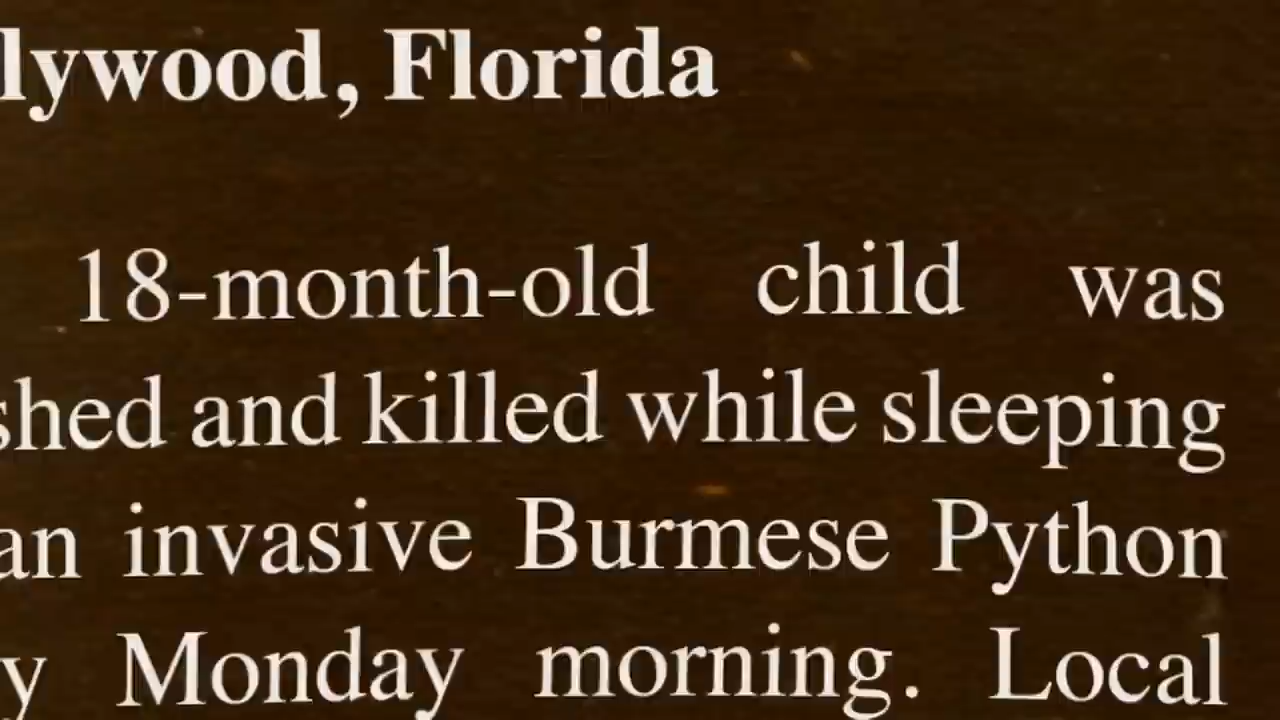 lywood, Florida
18-month-old child was
shed and killed while sleeping
an invasive Burmese Python
y Monday morning. Local